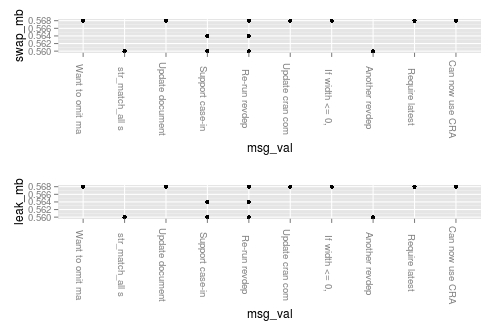 swap_mb
0.568
0.566
0.564
0.562
0.560
Want to omit ma
str_match_all s
Update document
Support case-in
Re-run revdep
Update cran com
If width <= 0,
Another revdep
Require latest
Can now use CRA
msg_val
leak_mb
0.568
0.566
0.564
0.562
0.560
Want to omit ma
str_match_all s
Update document
Support case-in
Re-run revdep
Update cran com
If width <= 0,
Another revdep
Require latest
Can now use CRA
msg_val